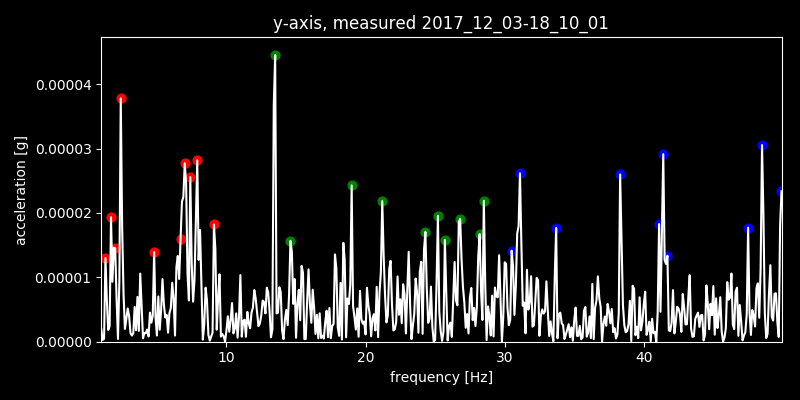 y-axis, measured 2017_12_03-18_10_01
acceleration [g]
0.00004
0.00003
0.00002
0.00001
0.00000
10 20 30 40
frequency [Hz]